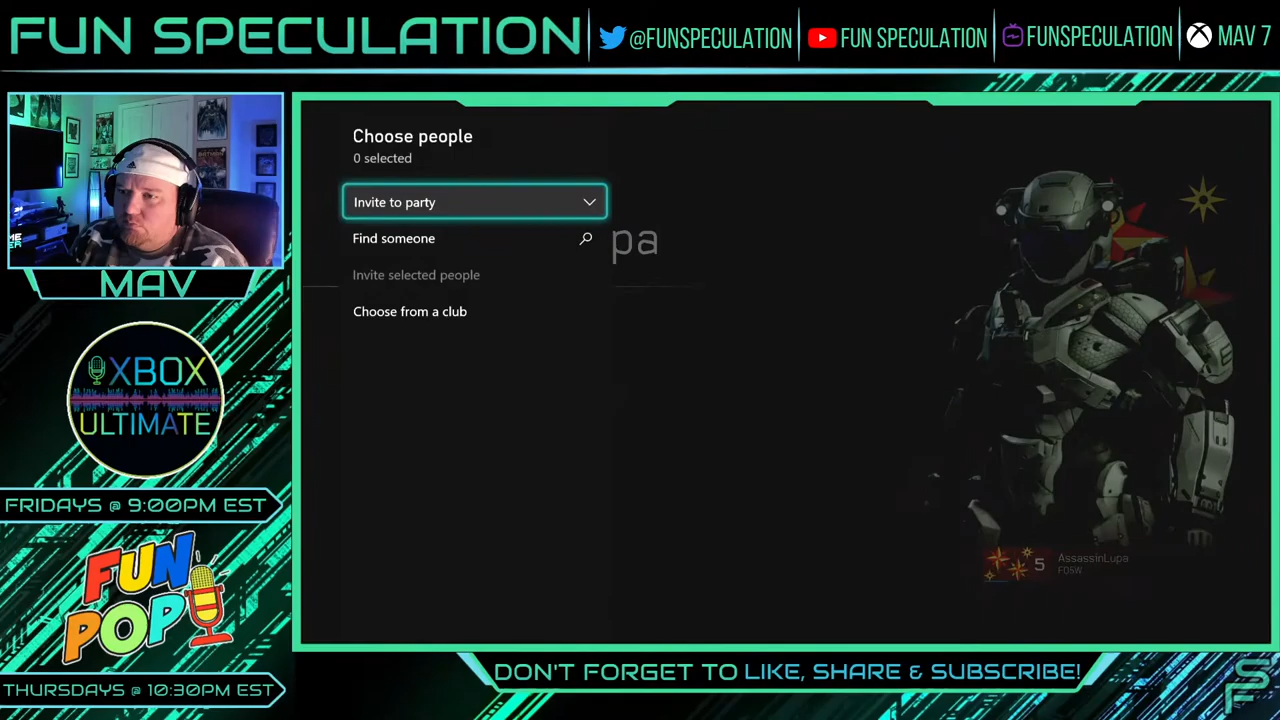 FUN SPECULATION
@FUNSPECULATION
FUN SPECULATION
FUNSPECULATION
MAV 7
MAV
XBOX
ULTIMATE
FRIDAYS @ 9:00PM EST
FUN
POP
THURSDAYS @ 10:30PM EST
Choose people
0 selected
Invite to party
Find someone
Invite selected people
Choose from a club
pa
5
AssassinLupa
FQSW
DON'T FORGET TO LIKE, SHARE & SUBSCRIBE!
SF